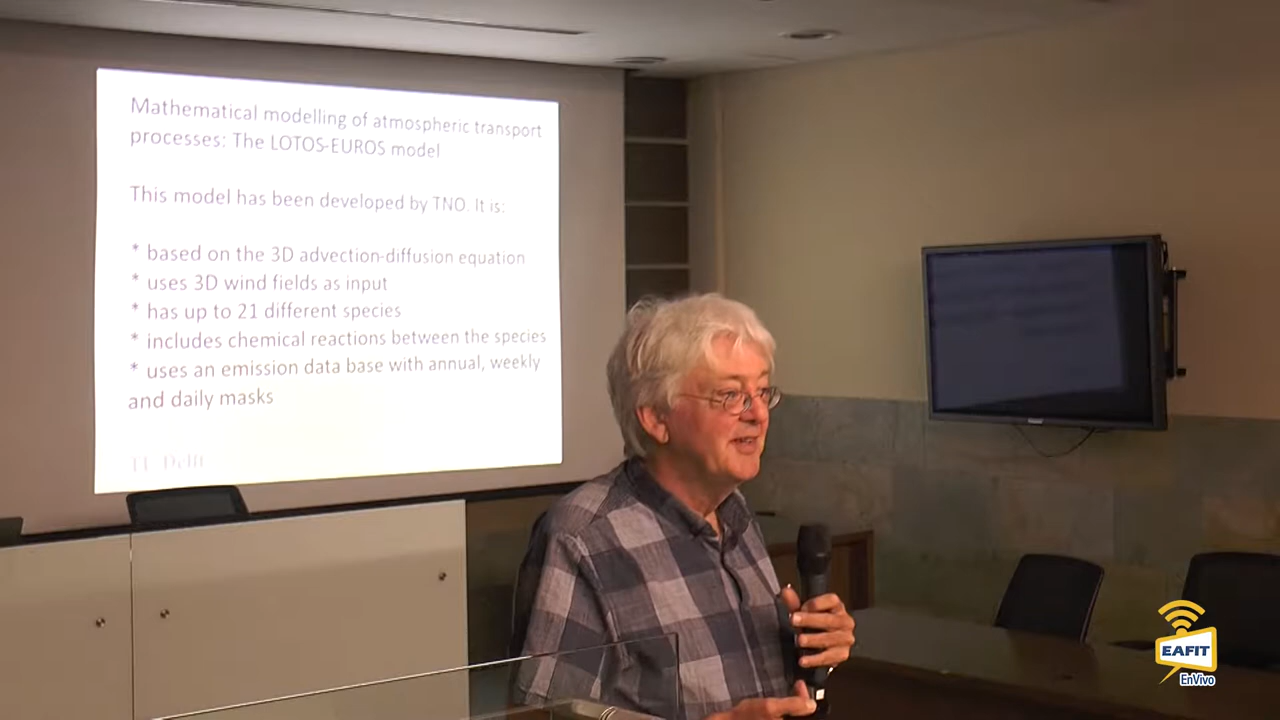 Mathematical modelling of atmospheric transport
processes: The LOTOS-EUROS model
This model has been developed by TNO. It is:
* based on the 3D advection-diffusion equation
* uses 3D wind fields as input
* has up to 21 different species
* includes chemical reactions between the species
* uses an emission data base with annual, weekly
and daily masks
EAFIT
EnVivo